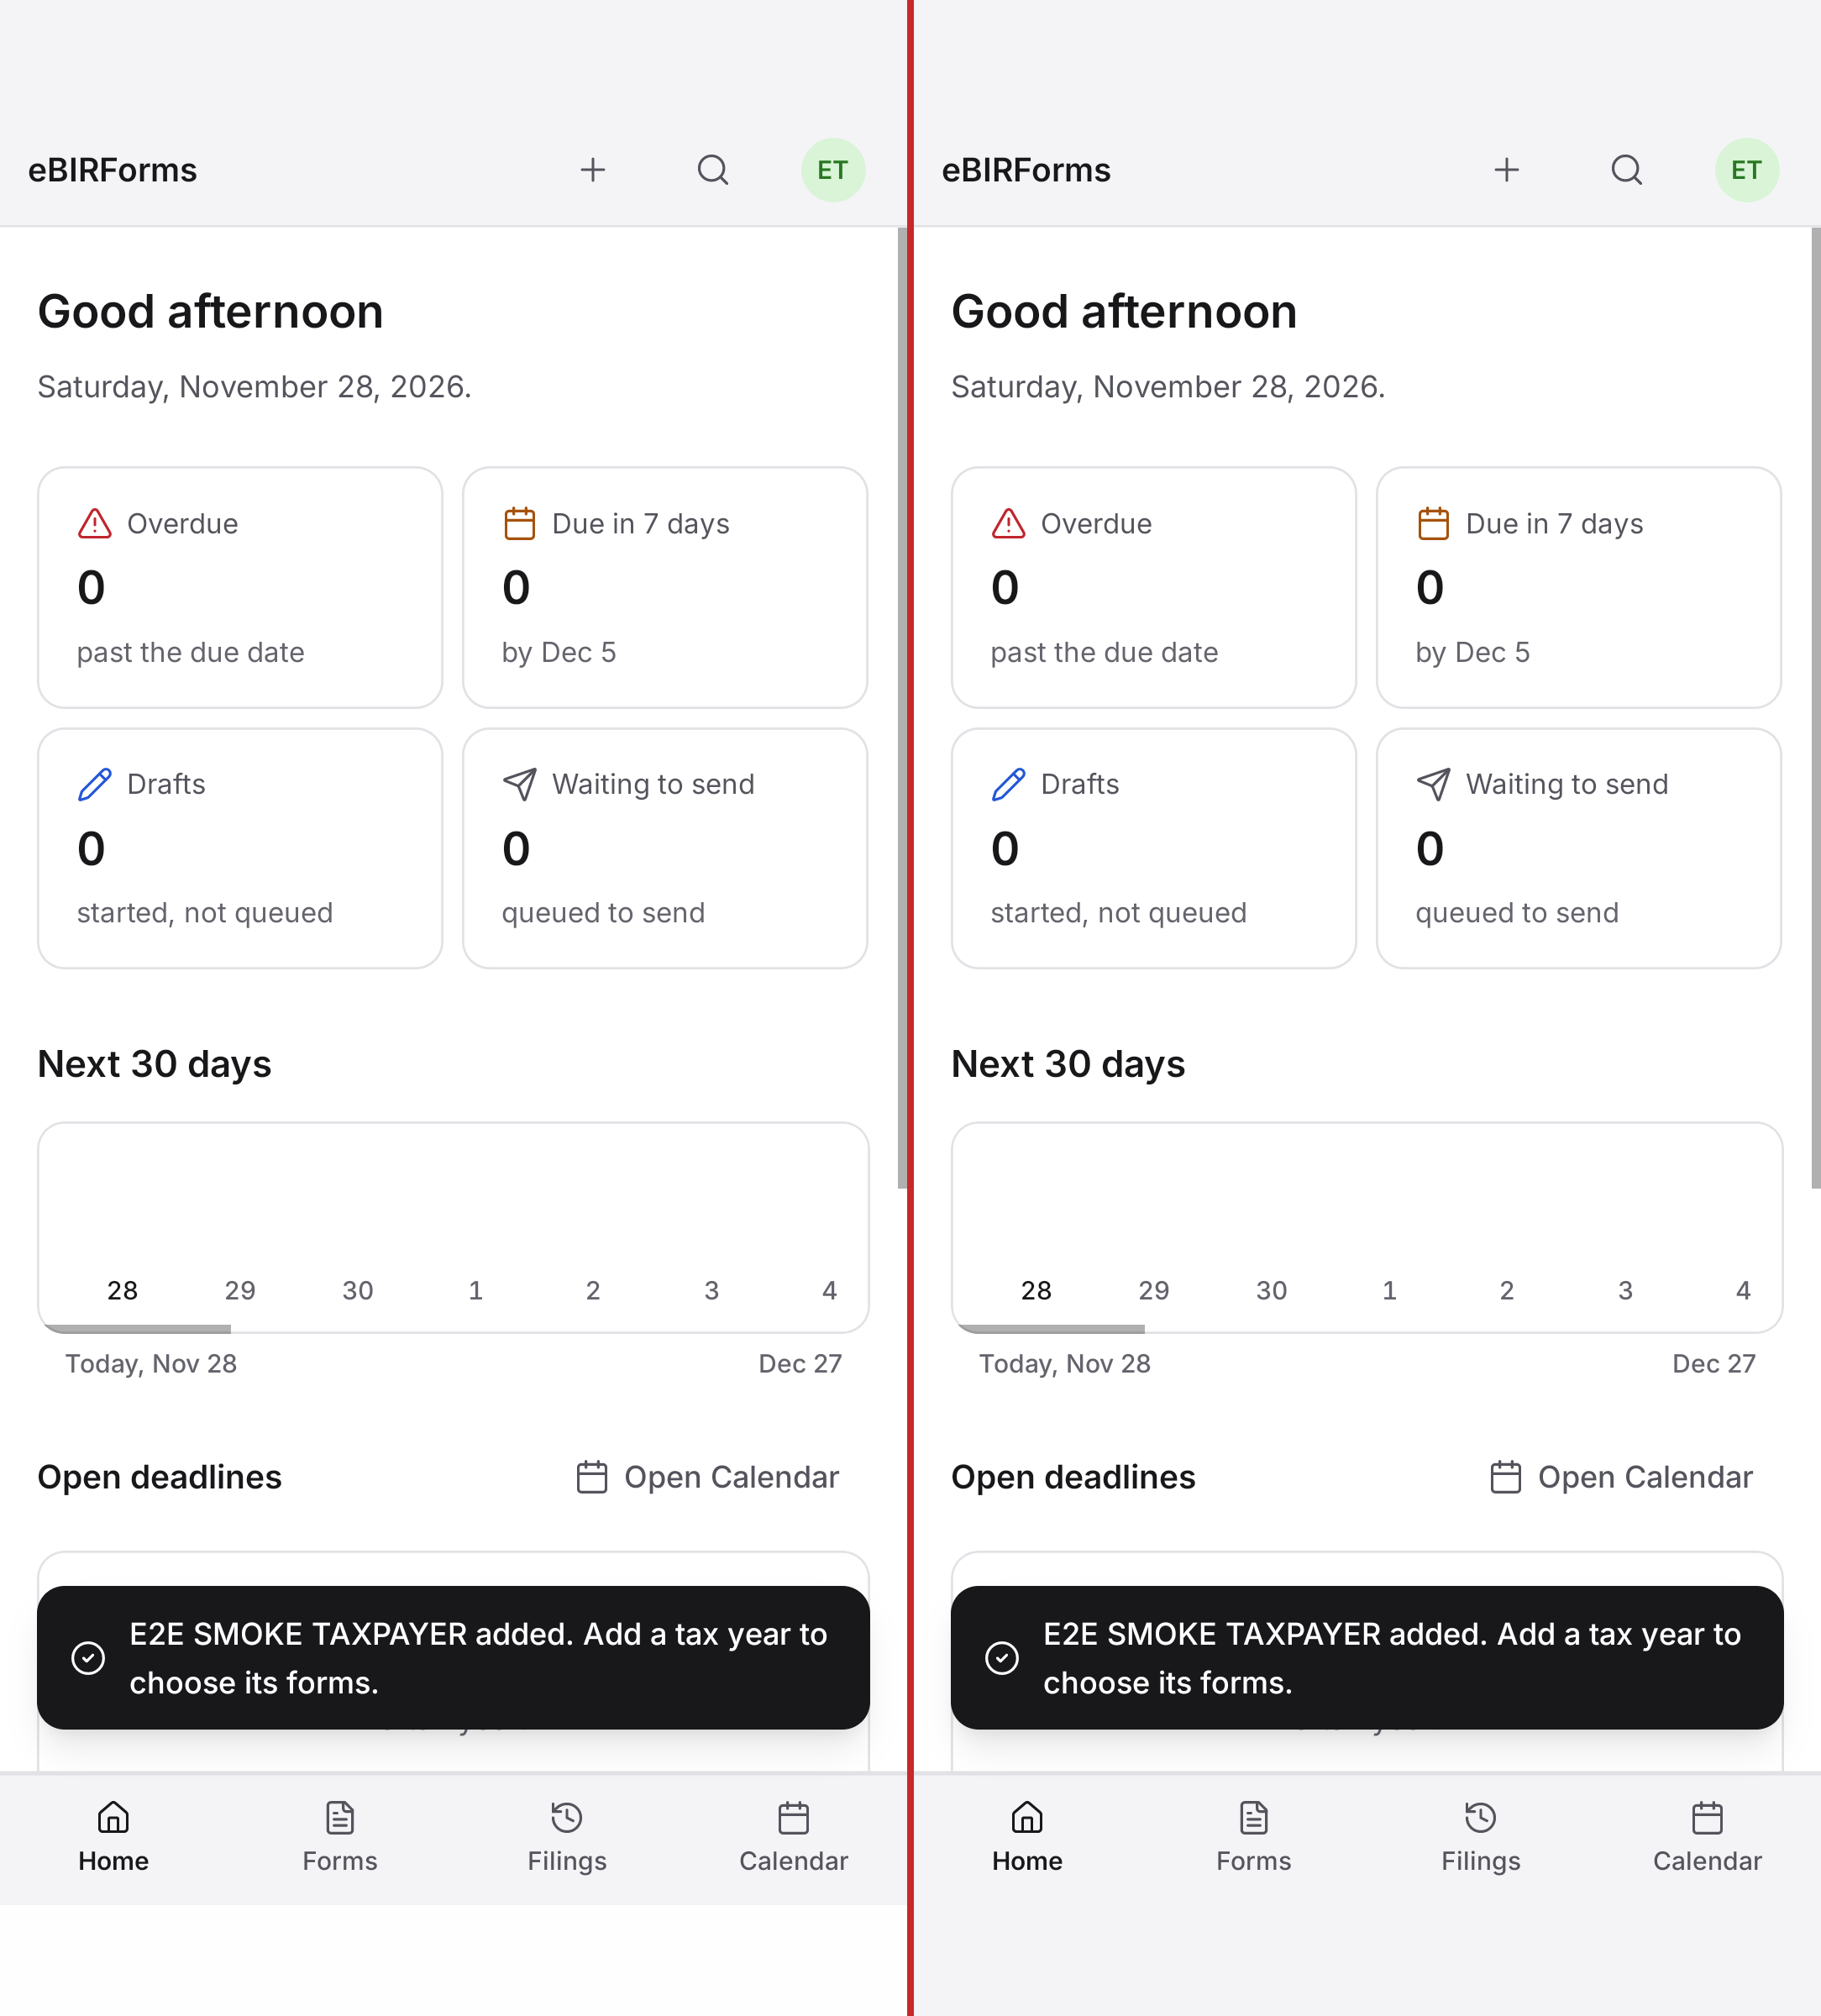 eBIRForms
ET
Good afternoon
Saturday, November 28, 2026.
Overdue
0
past the due date
Due in 7 days
0
by Dec 5
Drafts
0
started, not queued
Waiting to send
0
queued to send
Next 30 days
28 29 30 1 2 3 4
Today, Nov 28
Dec 27
Open deadlines
Open Calendar
E2E SMOKE TAXPAYER added. Add a tax year to
choose its forms.
Home
Forms
Filings
Calendar
eBIRForms
ET
Good afternoon
Saturday, November 28, 2026.
Overdue
0
past the due date
Due in 7 days
0
by Dec 5
Drafts
0
started, not queued
Waiting to send
0
queued to send
Next 30 days
28 29 30 1 2 3 4
Today, Nov 28
Dec 27
Open deadlines
Open Calendar
E2E SMOKE TAXPAYER added. Add a tax year to
choose its forms.
Home
Forms
Filings
Calendar